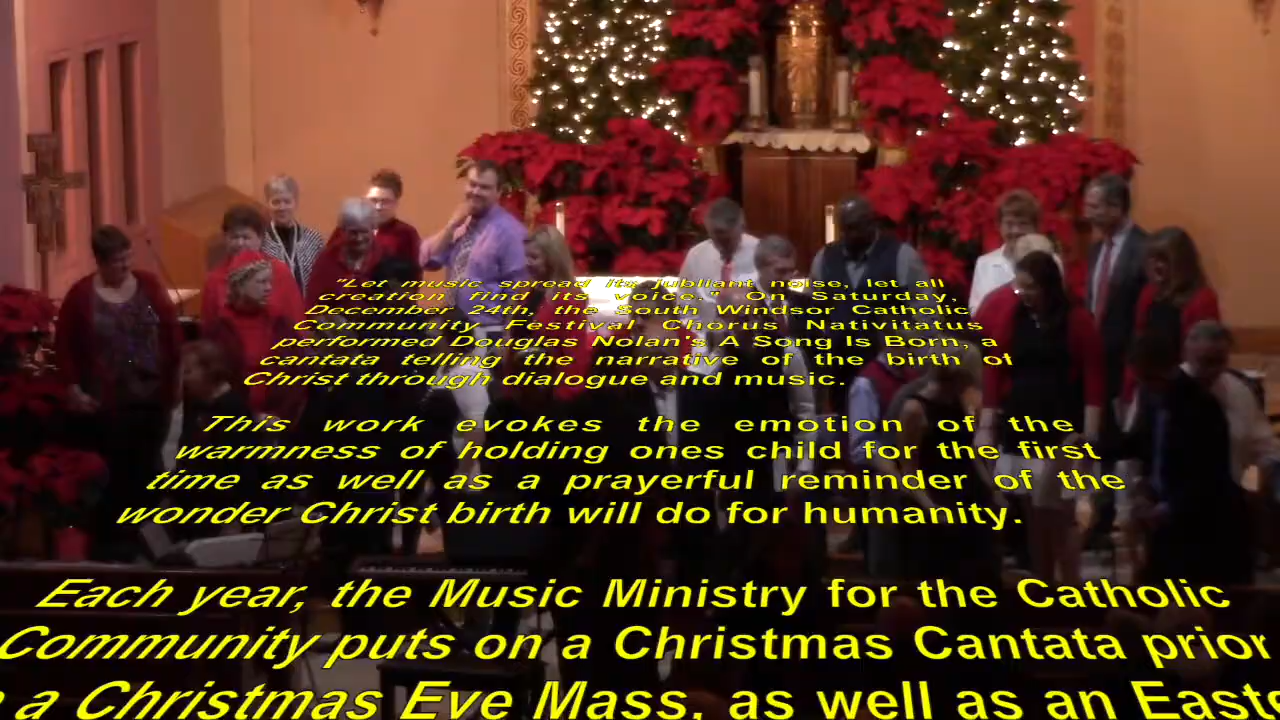 "Let music spread its jubliant noise, let all
creation find its voice." On Saturday,
December 24th, the South Windsor Catholic
Community Festival Chorus Nativitatus
performed Douglas Nolan's A Song Is Born, a
cantata telling the narrative of the birth of
Christ through dialogue and music.
This work evokes the emotion of the
warmness of holding ones child for the first
time as well as a prayerful reminder of the
wonder Christ birth will do for humanity.
Each year, the Music Ministry for the Catholic
Community puts on a Christmas Cantata prior
a Christmas Eve Mass, as well as an